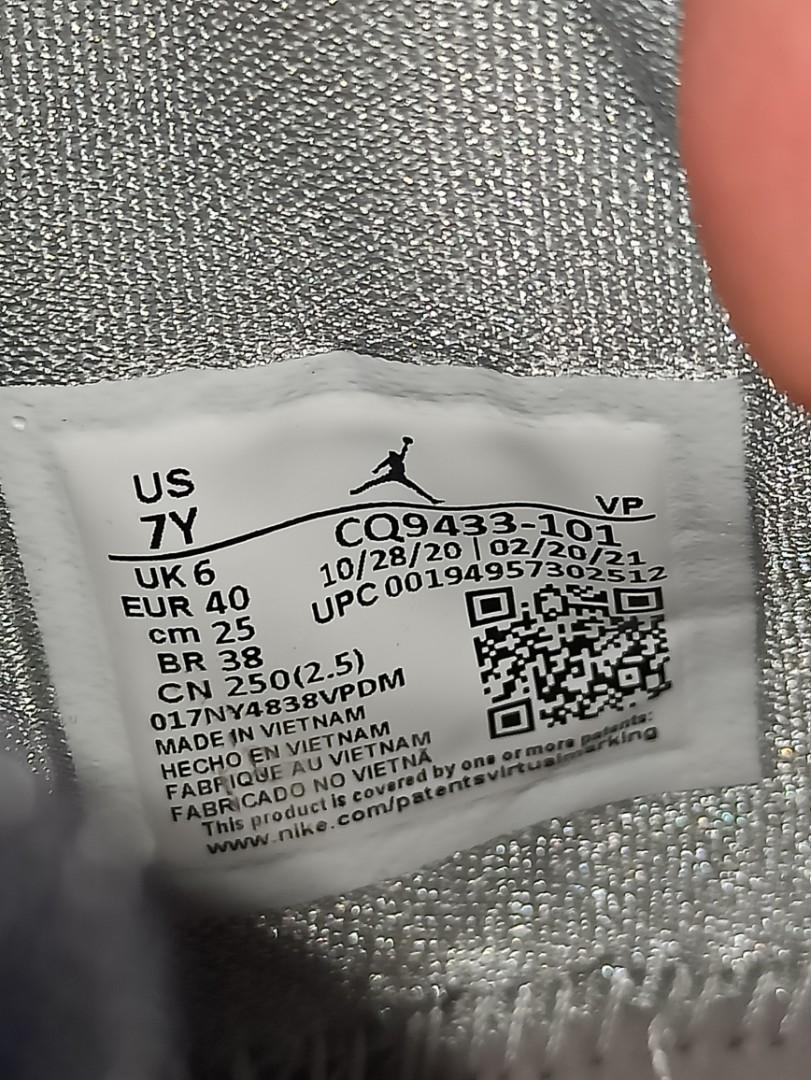 US
7Y
VP
CQ9433-101
UK 6
10/28/20 | 02/20/21
EUR 40
UPC 00194957302512
cm 25
BR 38
CN 250(2.5)
017NY4838VPDM
MADE IN VIETNAM
HECHO EN VIETNAM
FABRIQUE AU VIETNAM
FABRICADO NO VIETNÃ
This product is covered by one or more patents:
www.nike.com/patentsvirtualmarking